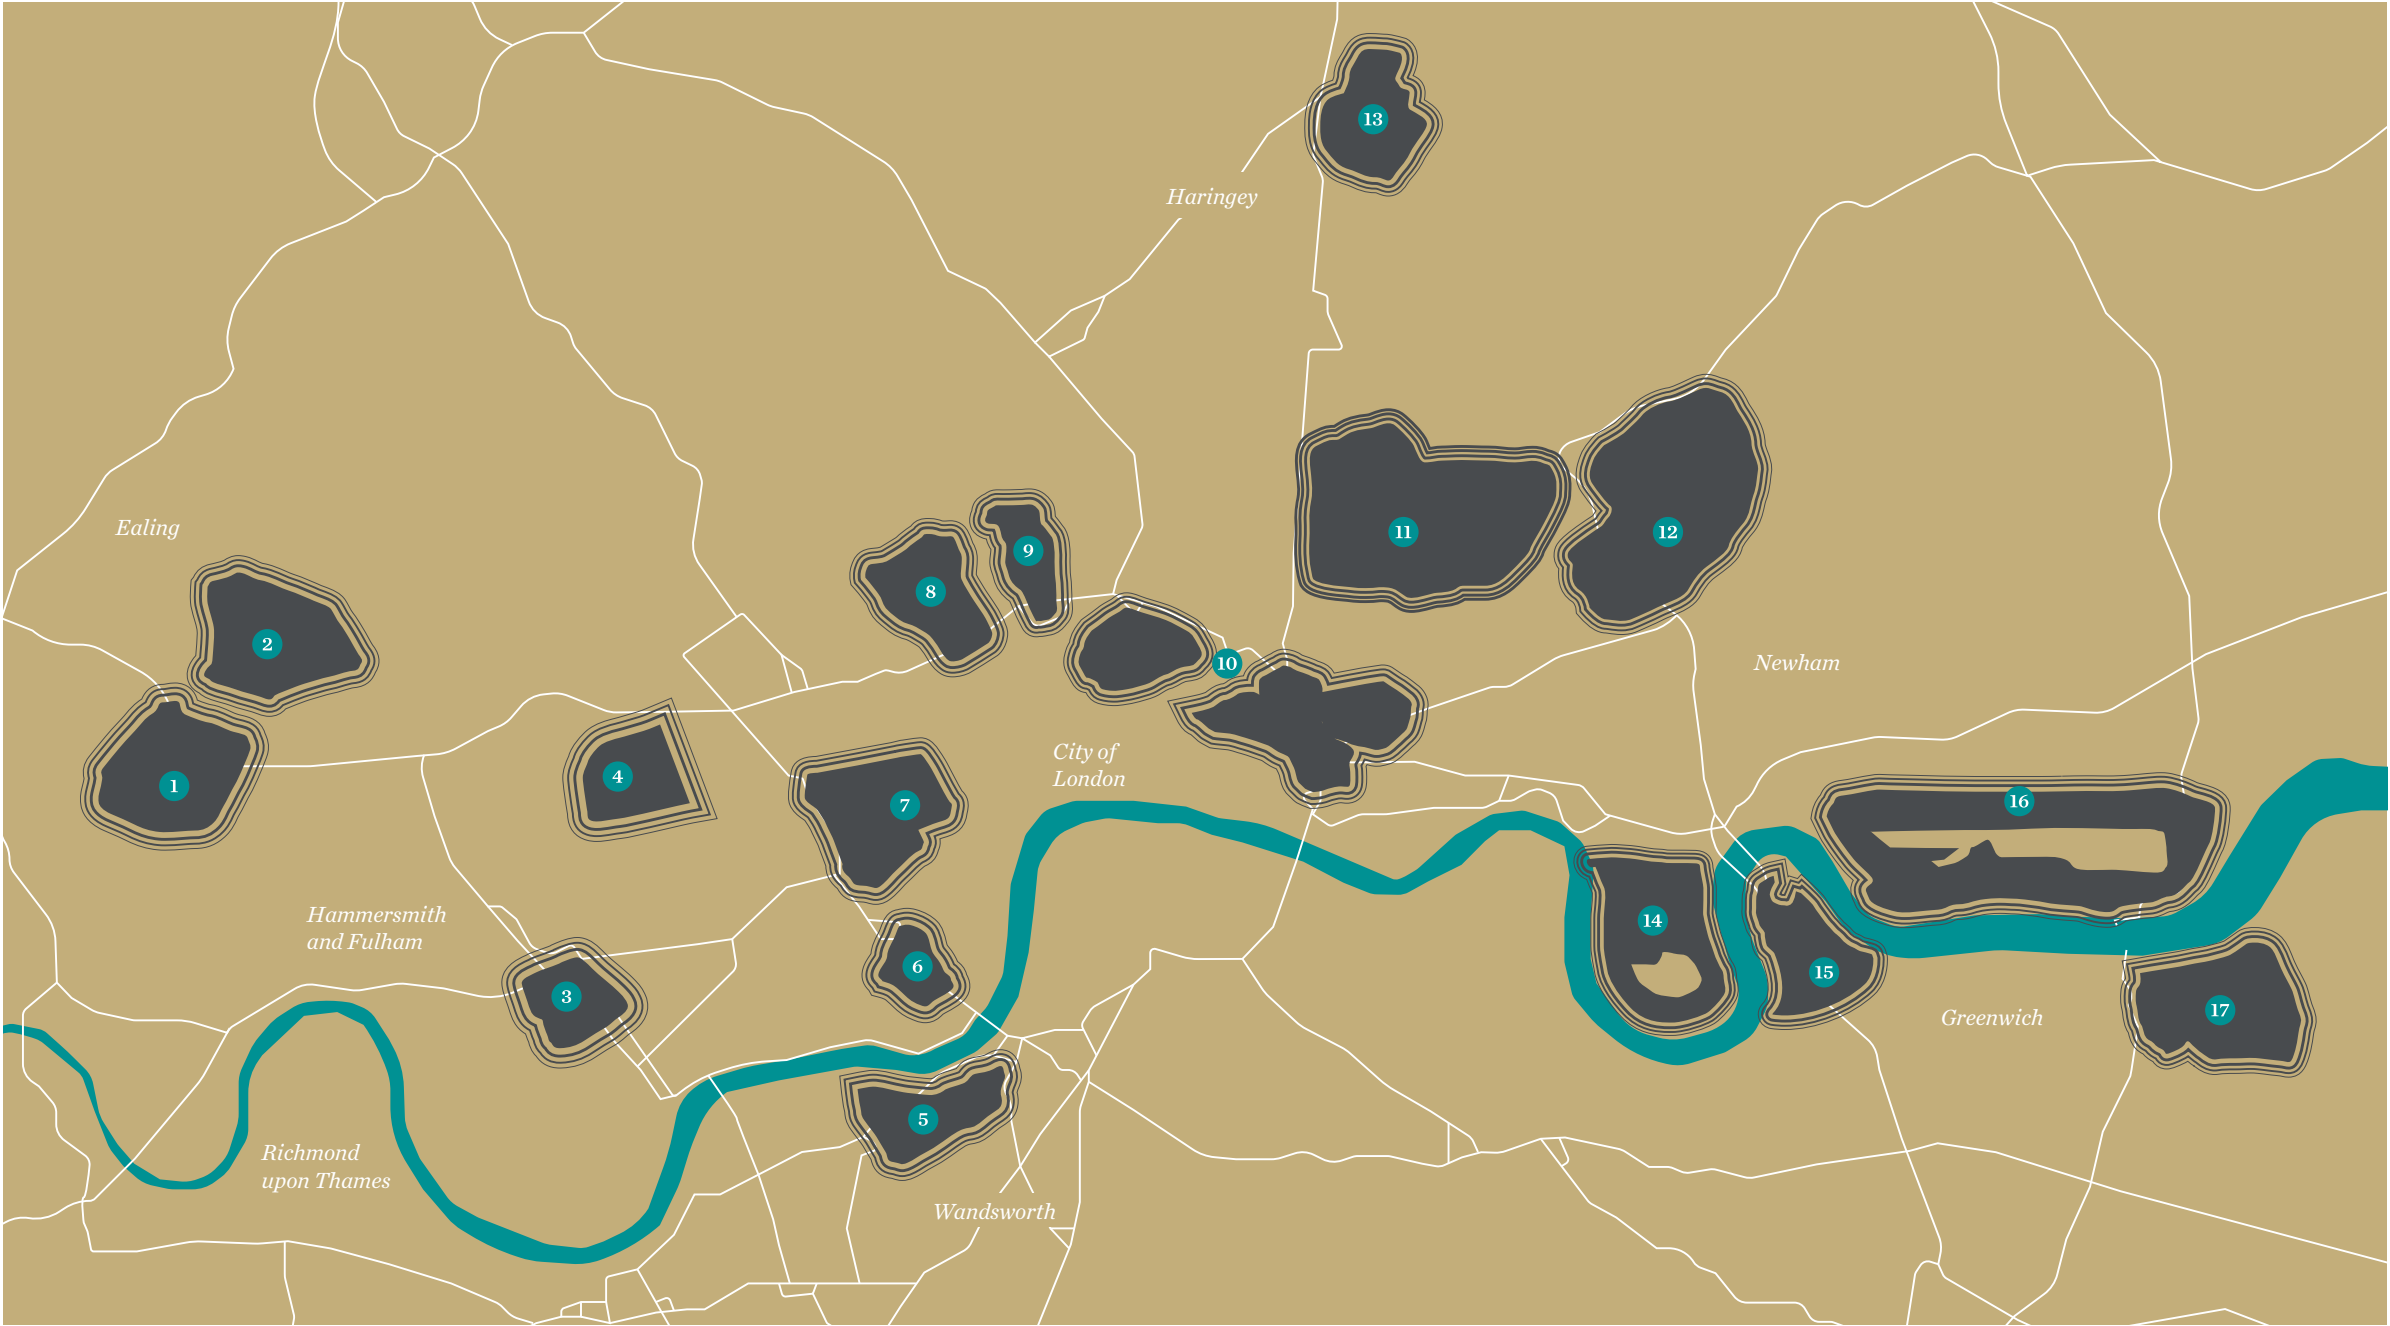 13
Haringey
Ealing
11
12
9
8
2
10
Newham
City of
London
4
1
7
16
Hammersmith
and Fulham
14
6
15
3
17
Greenwich
5
Richmond
upon Thames
Wandsworth